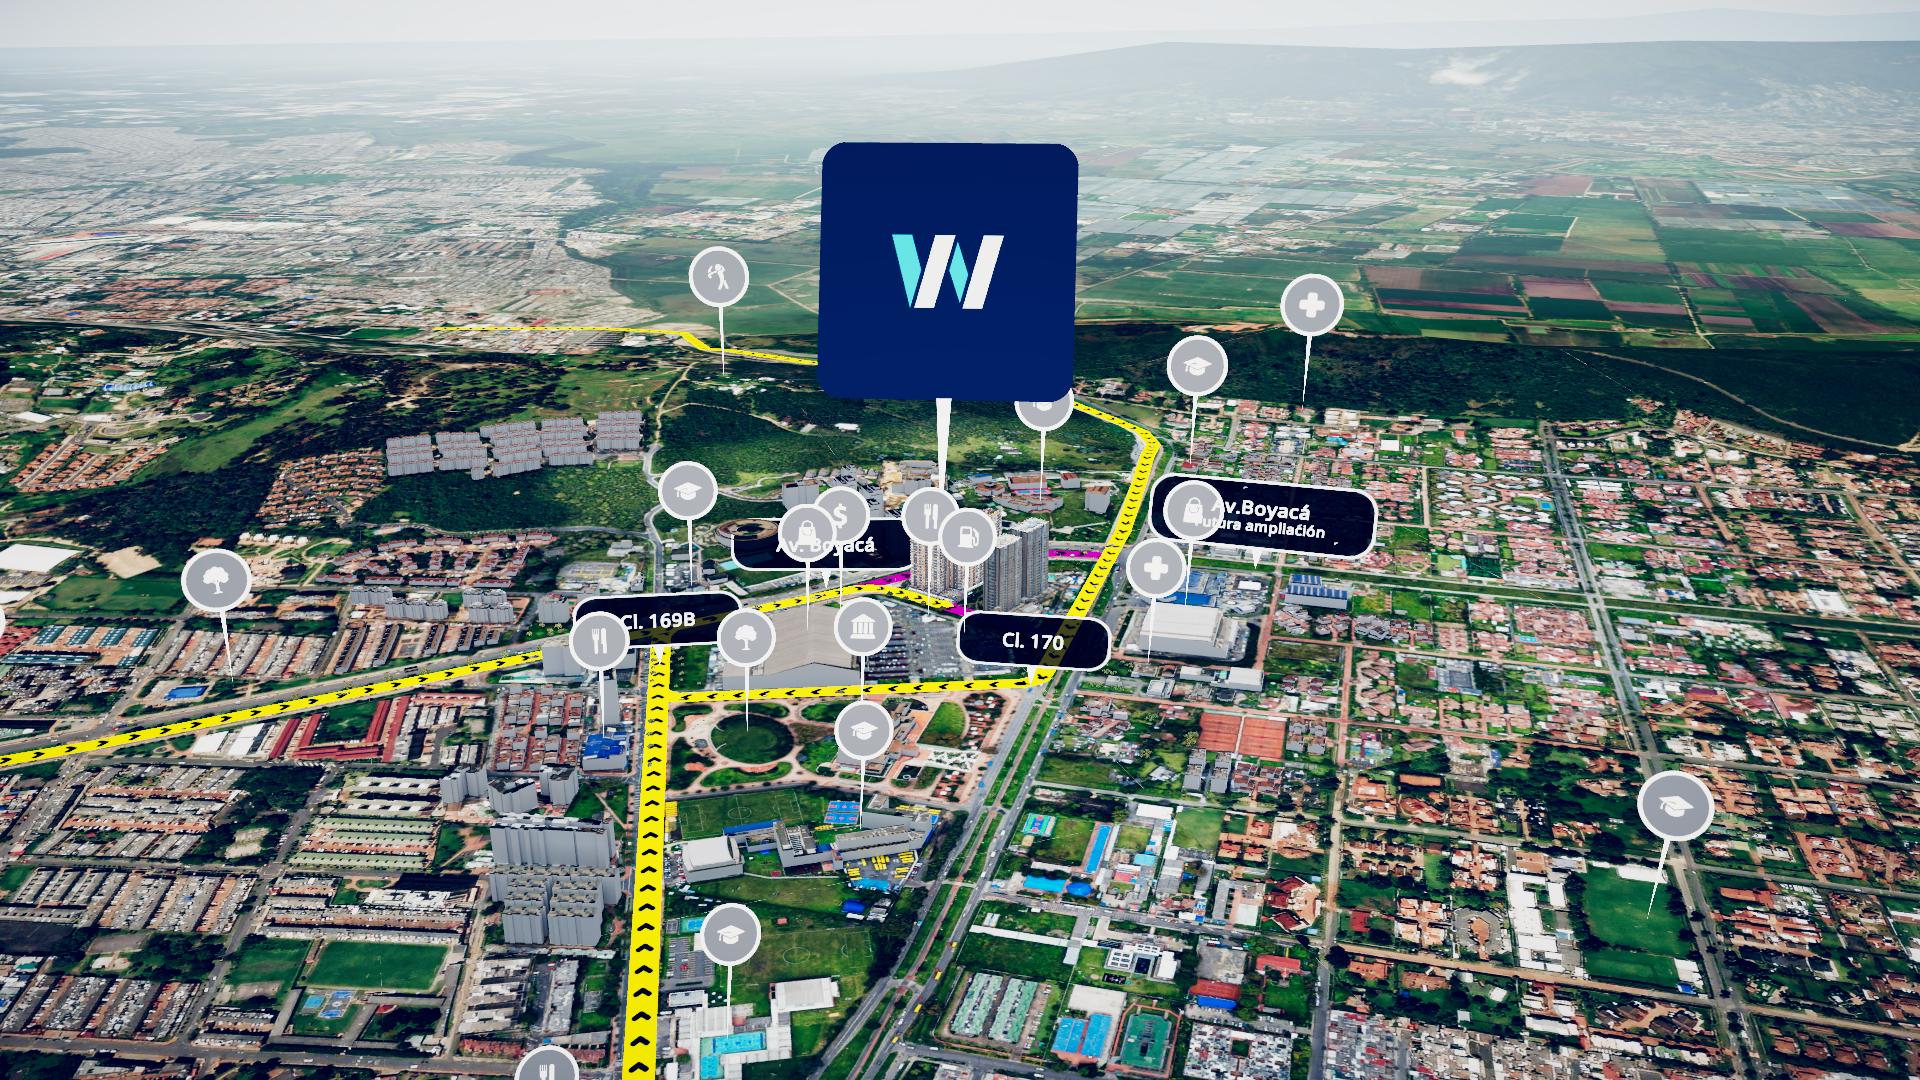 W
Av.Boyacá
Futura ampliación
Av. Boyacá
Cl. 169B
Cl. 170